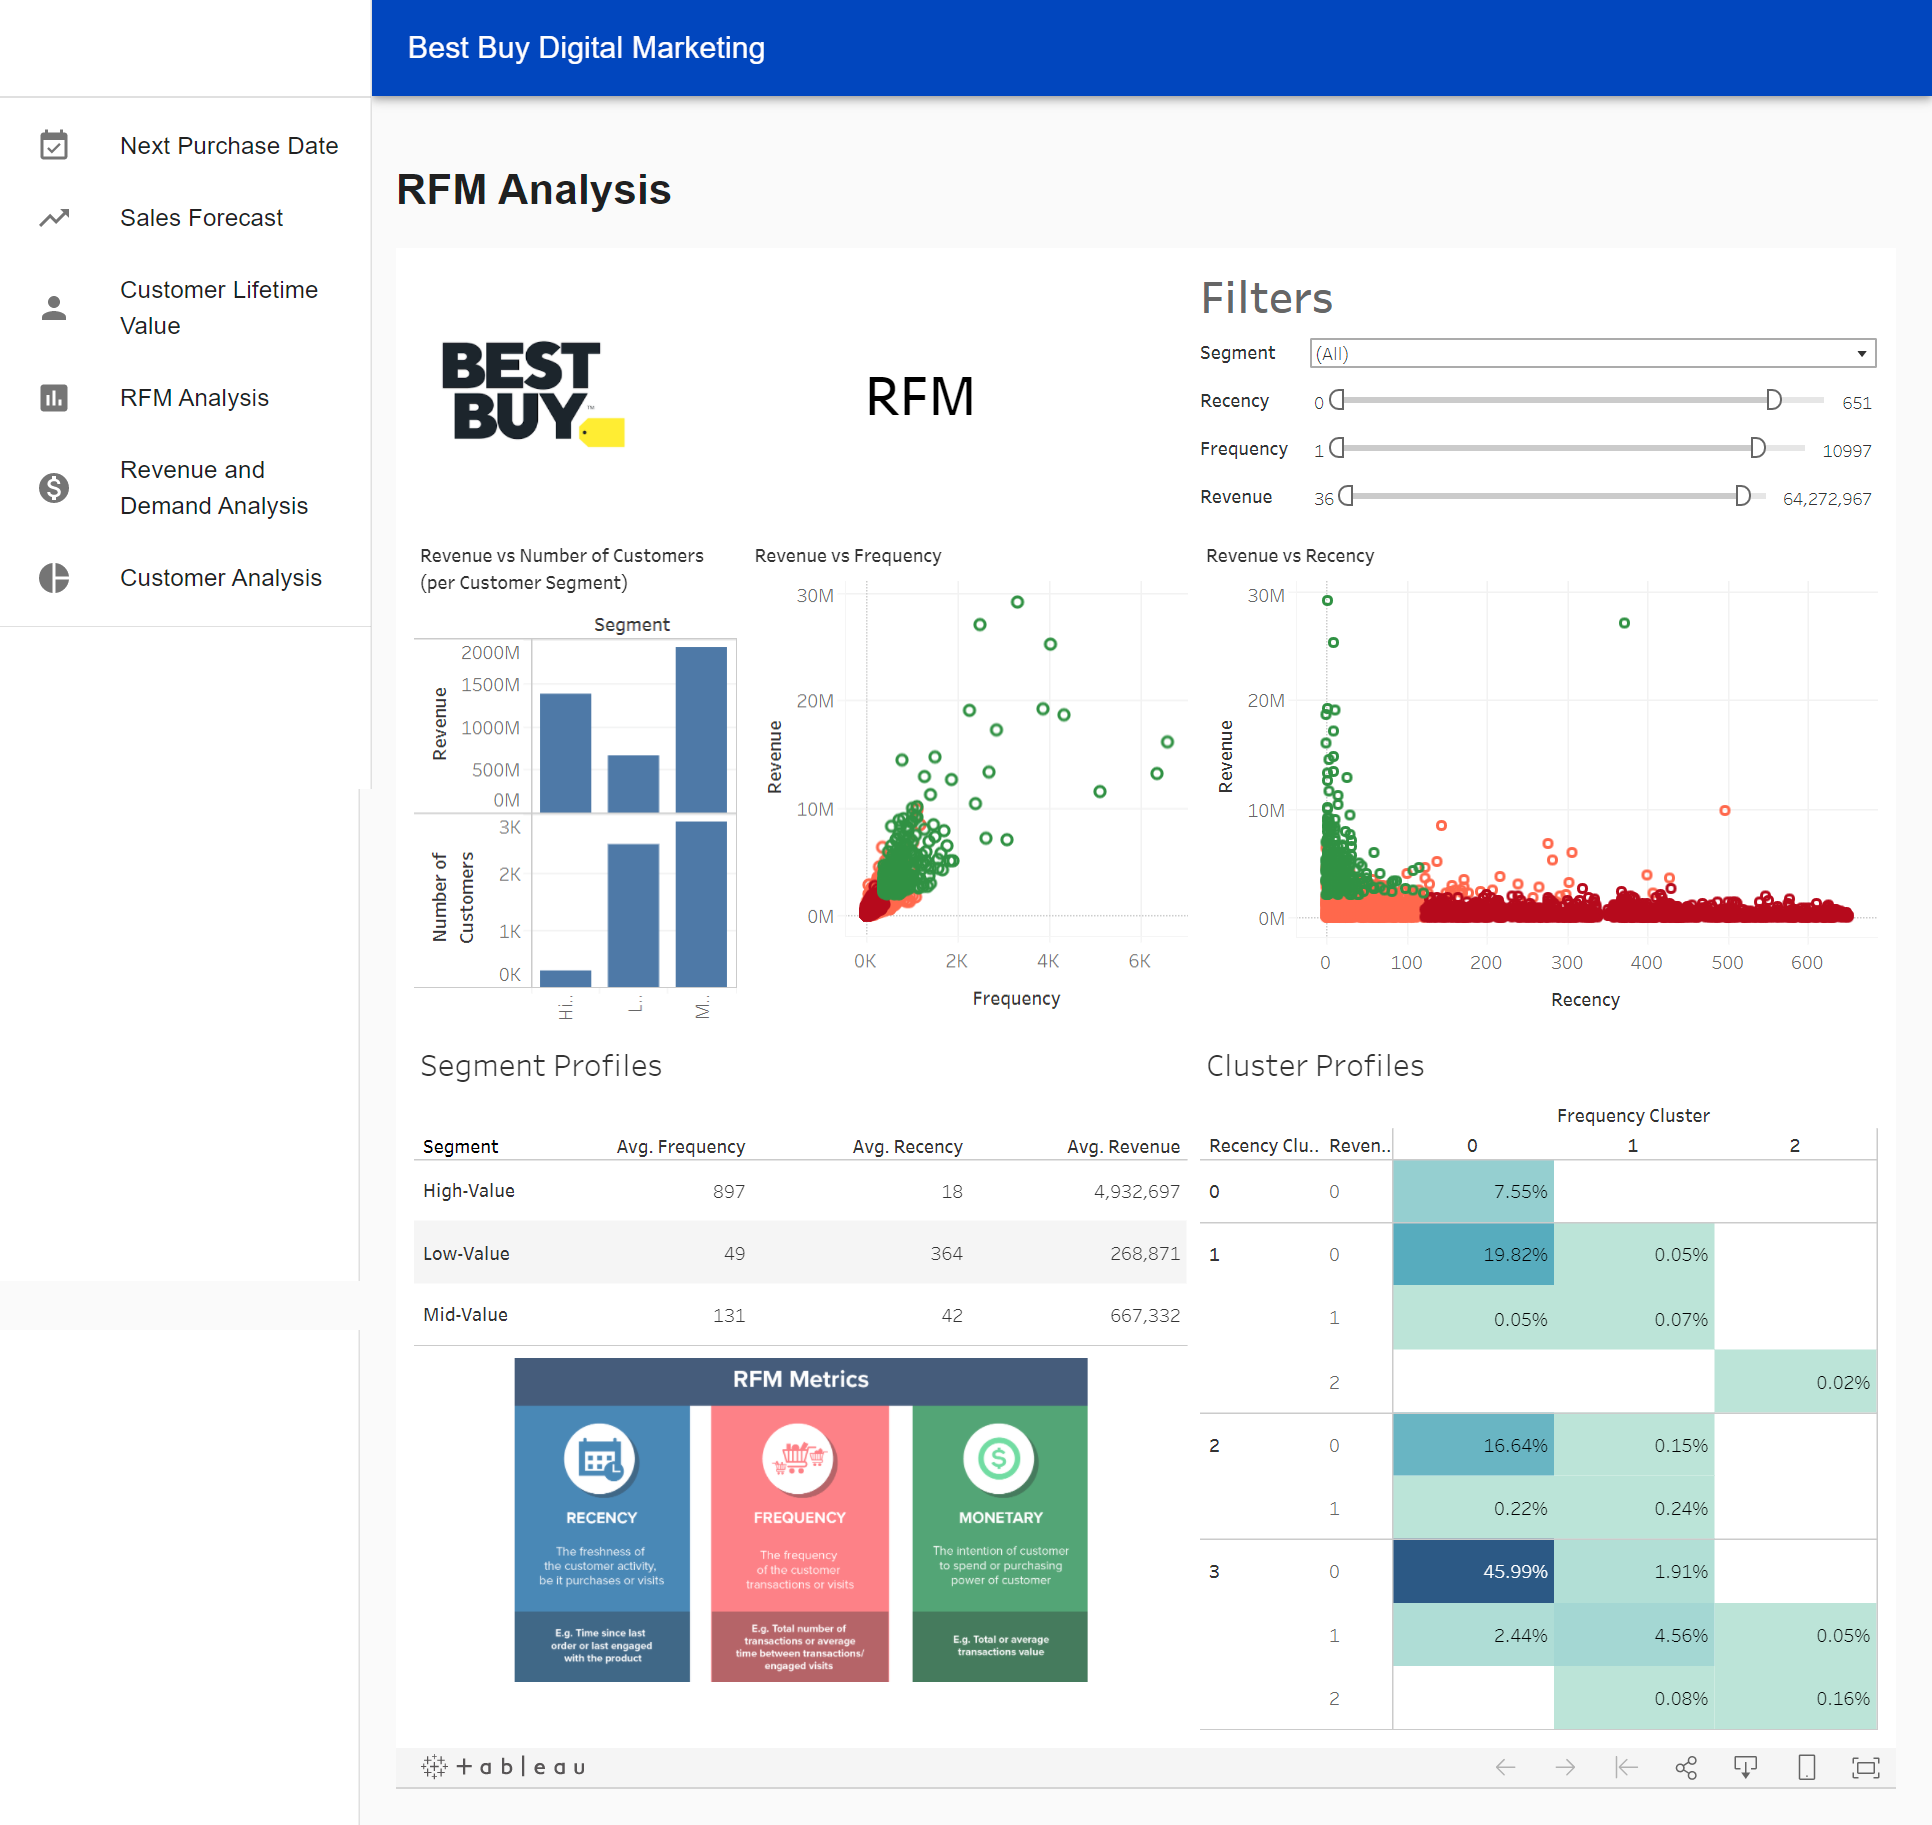 Best Buy Digital Marketing
Next Purchase Date
Sales Forecast
Customer Lifetime
Value
RFM Analysis
Revenue and
Demand Analysis
Customer Analysis
RFM Analysis
BEST
BUY™
RFM
Filters
Segment (All)
Recency 0 651
Frequency 1 10997
Revenue 36 64,272,967
Revenue vs Number of Customers
(per Customer Segment)
Segment
Revenue
2000M
1500M
1000M
500M
0M
Number of
Customers
3K
2K
1K
0K
Hi..
L..
M..
Revenue vs Frequency
Revenue
30M
20M
10M
0M
0K 2K 4K 6K
Frequency
Revenue vs Recency
Revenue
30M
20M
10M
0M
0 100 200 300 400 500 600
Recency
Segment Profiles
Segment Avg. Frequency Avg. Recency Avg. Revenue
High-Value 897 18 4,932,697
Low-Value 49 364 268,871
Mid-Value 131 42 667,332
RFM Metrics
RECENCY
The freshness of
the customer activity,
be it purchases or visits
E.g. Time since last
order or last engaged
with the product
FREQUENCY
The frequency
of the customer
transactions or visits
E.g. Total number of
transactions or average
time between transactions/
engaged visits
MONETARY
The intention of customer
to spend or purchasing
power of customer
E.g. Total or average
transactions value
Cluster Profiles
Frequency Cluster
Recency Clu.. Reven.. 0 1 2
0 0 7.55%
1 0 19.82% 0.05%
1 0.05% 0.07%
2 0.02%
2 0 16.64% 0.15%
1 0.22% 0.24%
3 0 45.99% 1.91%
1 2.44% 4.56% 0.05%
2 0.08% 0.16%
+ableau